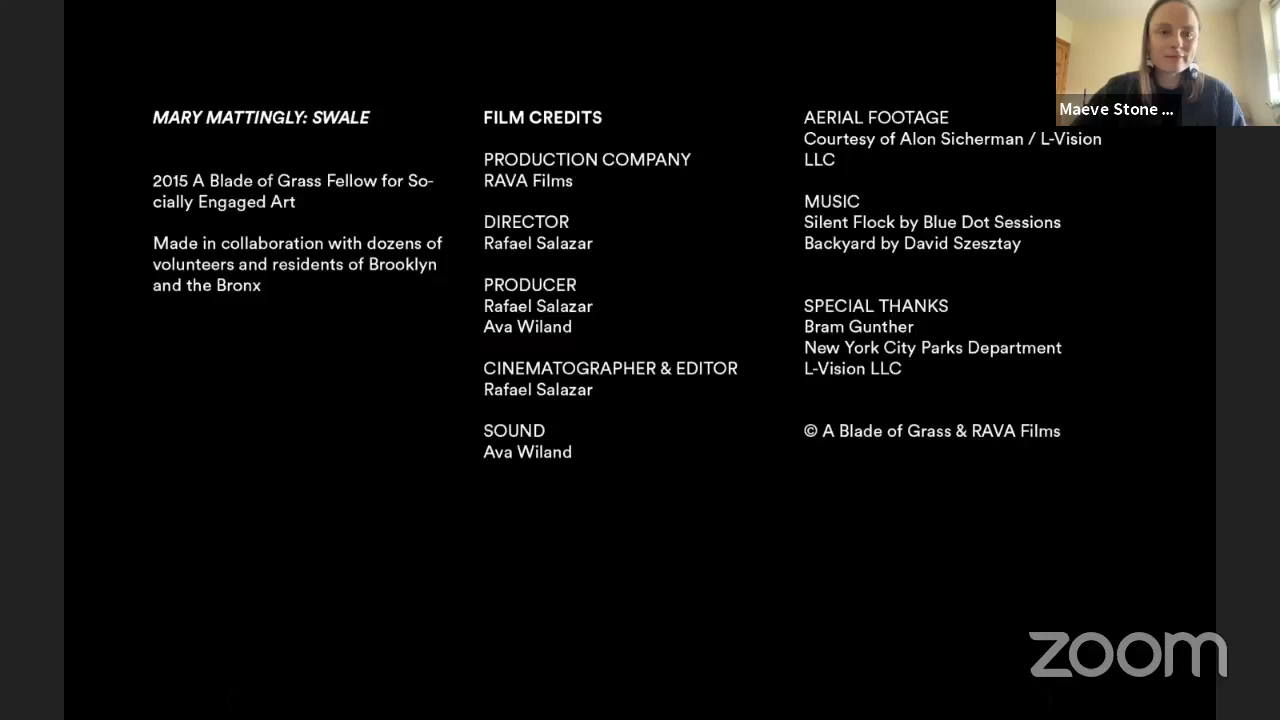 MARY MATTINGLY: SWALE
2015 A Blade of Grass Fellow for So-
cially Engaged Art
Made in collaboration with dozens of
volunteers and residents of Brooklyn
and the Bronx
FILM CREDITS
PRODUCTION COMPANY
RAVA Films
DIRECTOR
Rafael Salazar
PRODUCER
Rafael Salazar
Ava Wiland
CINEMATOGRAPHER & EDITOR
Rafael Salazar
SOUND
Ava Wiland
AERIAL FOOTAGE
Courtesy of Alon Sicherman / L-Vision
LLC
MUSIC
Silent Flock by Blue Dot Sessions
Backyard by David Szesztay
SPECIAL THANKS
Bram Gunther
New York City Parks Department
L-Vision LLC
© A Blade of Grass & RAVA Films
Maeve Stone ...
zoom